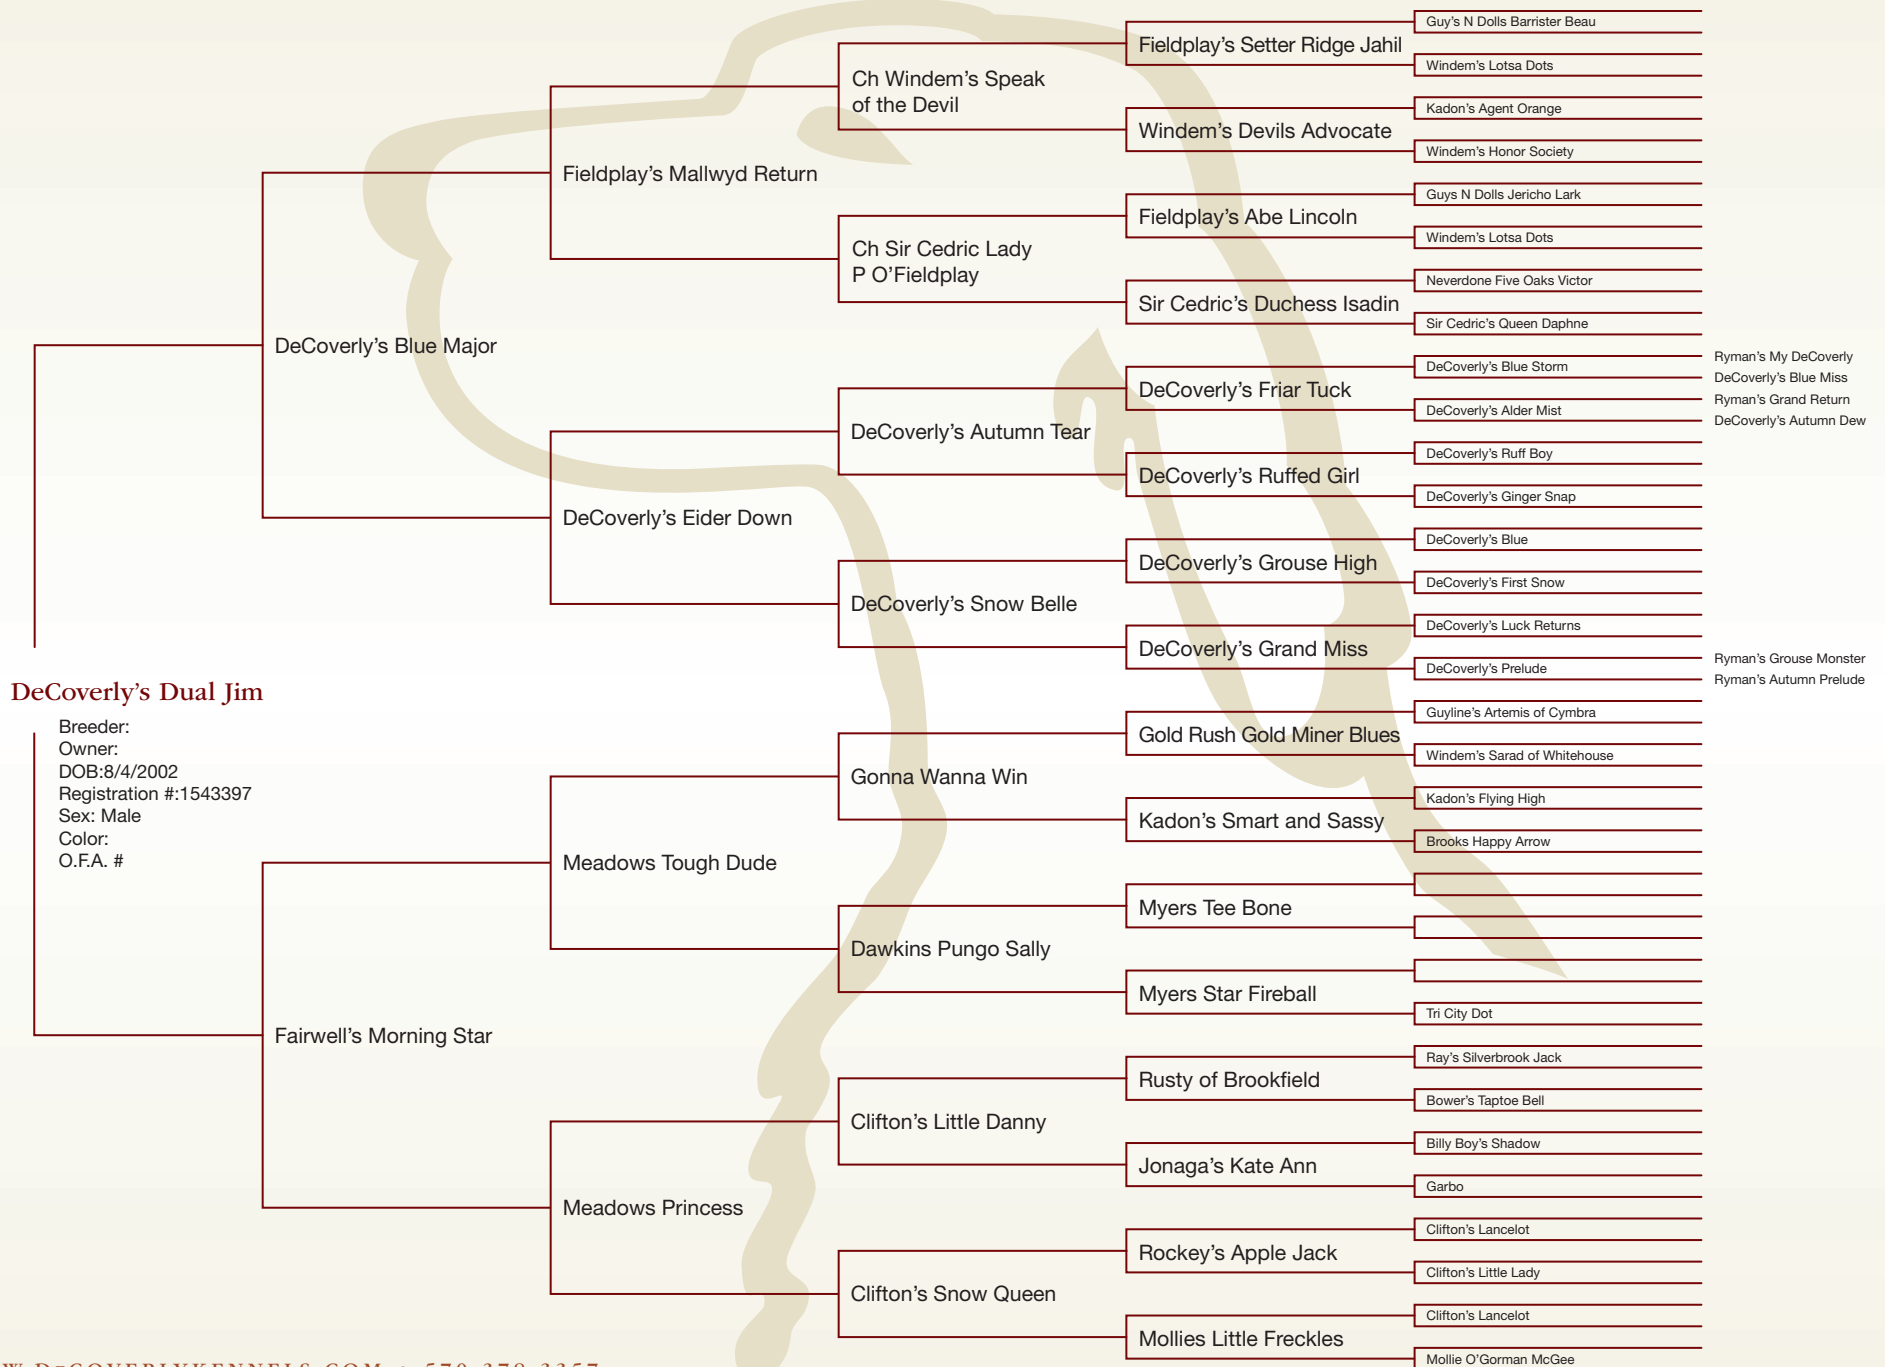 Guy's N Dolls Barrister Beau
Fieldplay's Setter Ridge Jahil
Windem's Lotsa Dots
Ch Windem's Speak
of the Devil
Kadon's Agent Orange
Windem's Devils Advocate
Windem's Honor Society
Fieldplay's Mallwyd Return
Guys N Dolls Jericho Lark
Fieldplay's Abe Lincoln
Windem's Lotsa Dots
Ch Sir Cedric Lady
P O'Fieldplay
Neverdone Five Oaks Victor
Sir Cedric's Duchess Isadin
Sir Cedric's Queen Daphne
DeCoverly's Blue Major
Ryman's My DeCoverly
DeCoverly's Blue Storm
DeCoverly's Blue Miss
DeCoverly's Friar Tuck
Ryman's Grand Return
DeCoverly's Alder Mist
DeCoverly's Autumn Dew
DeCoverly's Autumn Tear
DeCoverly's Ruff Boy
DeCoverly's Ruffed Girl
DeCoverly's Ginger Snap
DeCoverly's Eider Down
DeCoverly's Blue
DeCoverly's Grouse High
DeCoverly's First Snow
DeCoverly's Snow Belle
DeCoverly's Luck Returns
DeCoverly's Grand Miss
Ryman's Grouse Monster
DeCoverly's Prelude
Ryman's Autumn Prelude
DeCoverly's Dual Jim
Breeder:
Owner:
DOB:8/4/2002
Registration #:1543397
Sex: Male
Color:
O.F.A. #
Guyline's Artemis of Cymbra
Gold Rush Gold Miner Blues
Windem's Sarad of Whitehouse
Gonna Wanna Win
Kadon's Flying High
Kadon's Smart and Sassy
Brooks Happy Arrow
Meadows Tough Dude
Myers Tee Bone
Dawkins Pungo Sally
Myers Star Fireball
Tri City Dot
Fairwell's Morning Star
Ray's Silverbrook Jack
Rusty of Brookfield
Bower's Taptoe Bell
Clifton's Little Danny
Billy Boy's Shadow
Jonaga's Kate Ann
Garbo
Meadows Princess
Clifton's Lancelot
Rockey's Apple Jack
Clifton's Little Lady
Clifton's Snow Queen
Clifton's Lancelot
Mollies Little Freckles
Mollie O'Gorman McGee